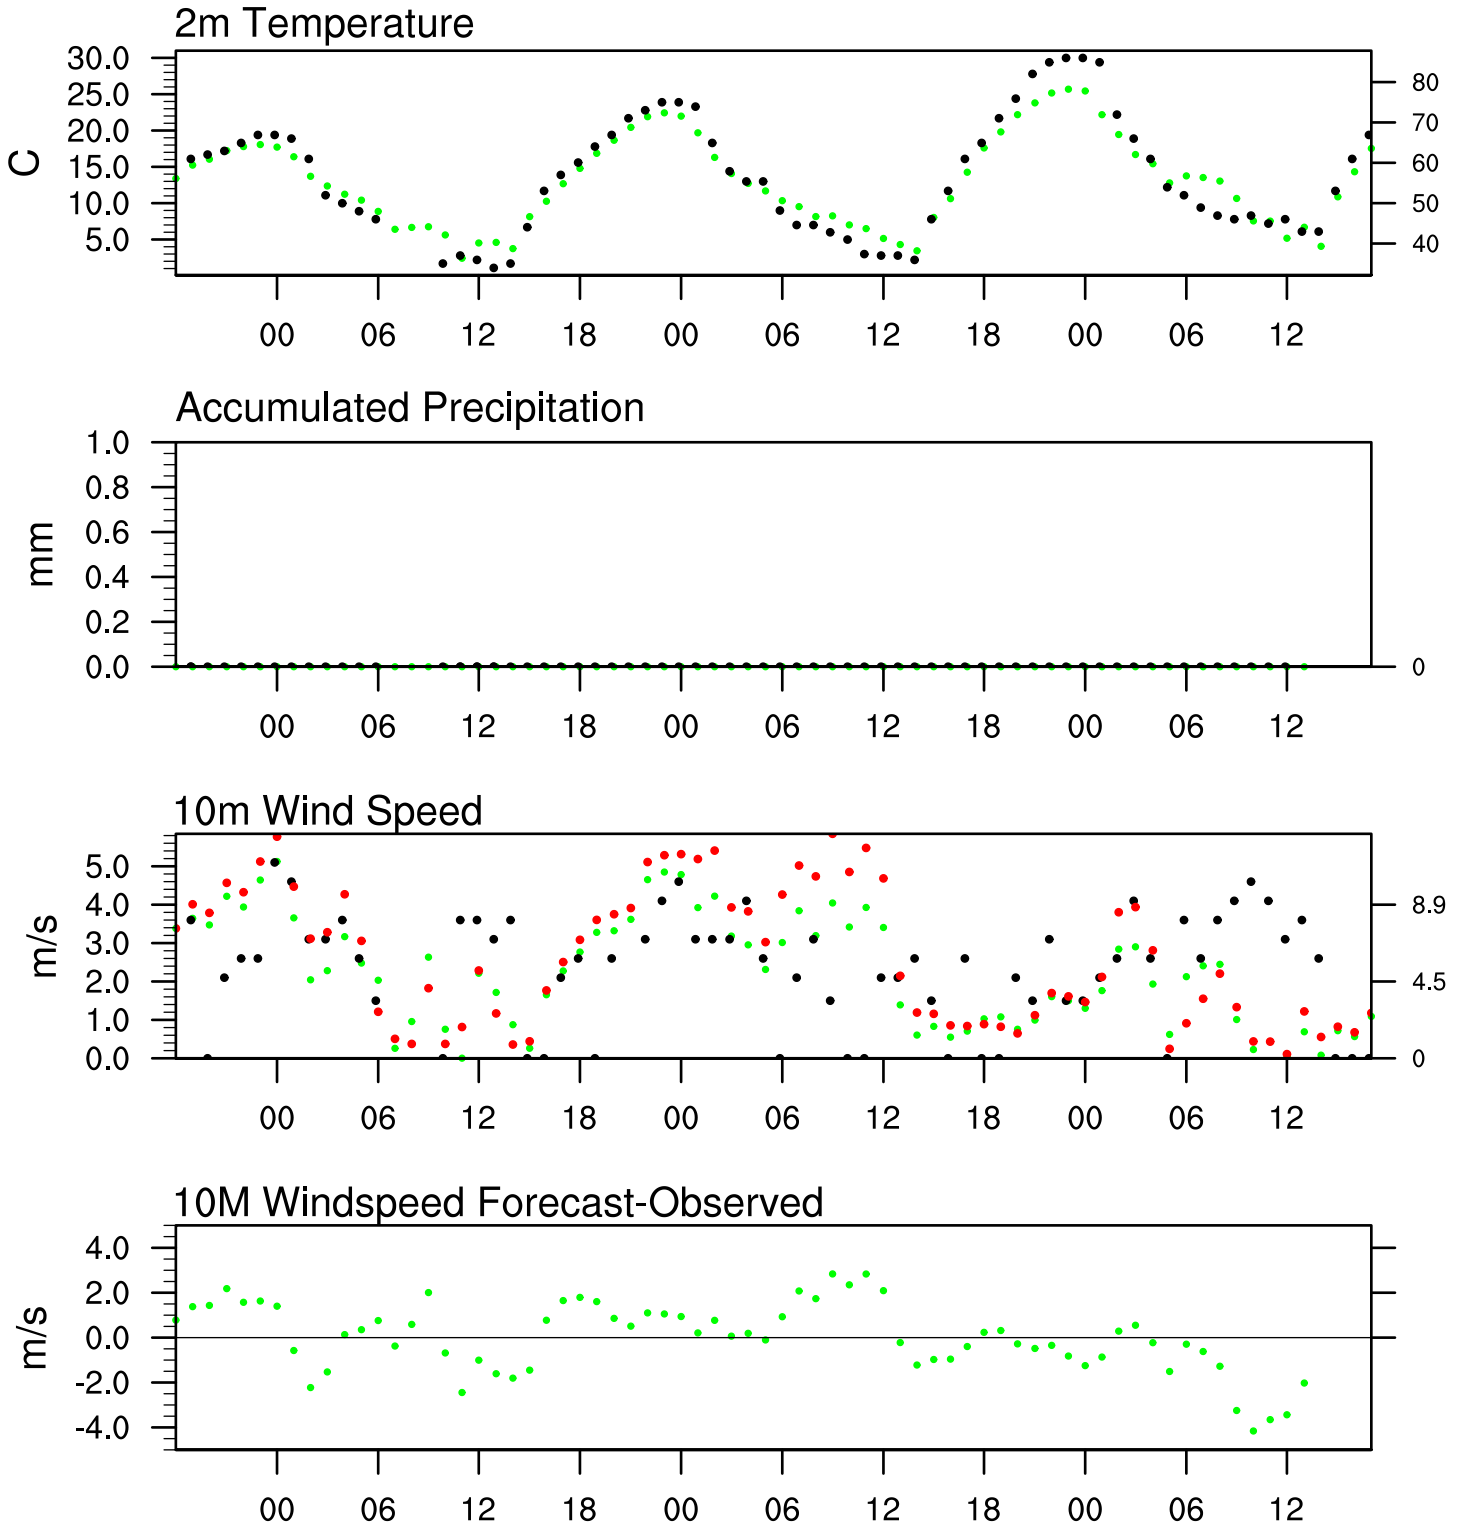 2m Temperature
30.0
25.0
20.0
15.0
10.0
5.0
C
80
70
60
50
40
00 06 12 18 00 06 12 18 00 06 12
Accumulated Precipitation
1.0
0.8
0.6
0.4
0.2
0.0
mm
0
00 06 12 18 00 06 12 18 00 06 12
10m Wind Speed
5.0
4.0
3.0
2.0
1.0
0.0
m/s
8.9
4.5
0
00 06 12 18 00 06 12 18 00 06 12
10M Windspeed Forecast-Observed
4.0
2.0
0.0
-2.0
-4.0
m/s
00 06 12 18 00 06 12 18 00 06 12